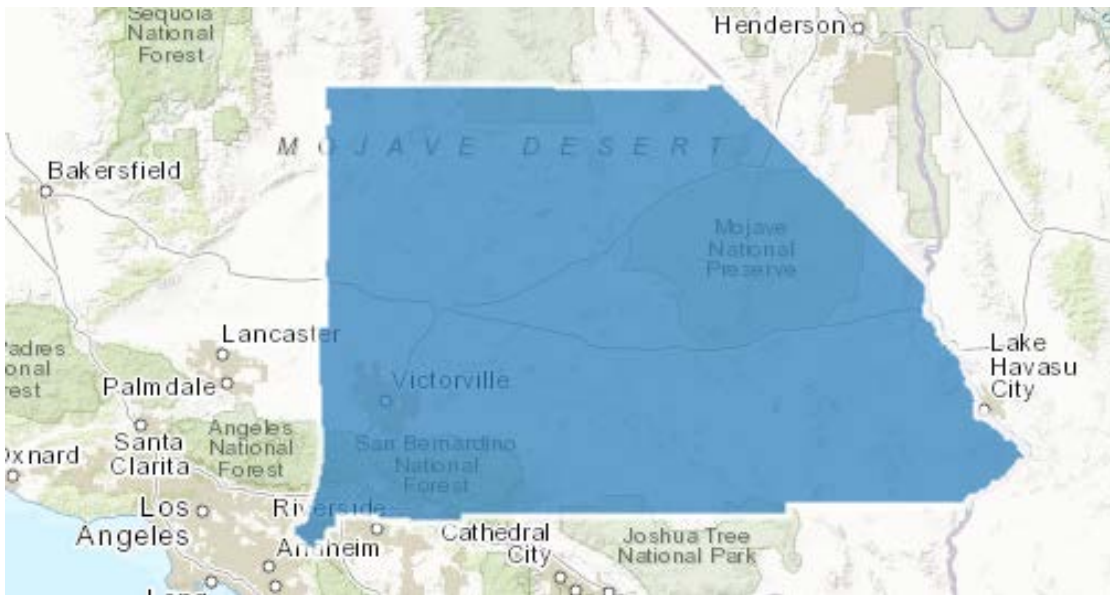 Sequoia
National
Forest
Henderson
MOJAVE DESERT
Bakersfield
Mojave
National
Preserve
Lancaster
Lake
Havasu
City
Padres
onal
rest
Palmdale
Victorville
Angeles
National
Forest
San Bernardino
National
Forest
Santa
Clarita
Oxnard
Los
Angeles
Riverside
Cathedral
City
Joshua Tree
National Park
Anaheim
Long